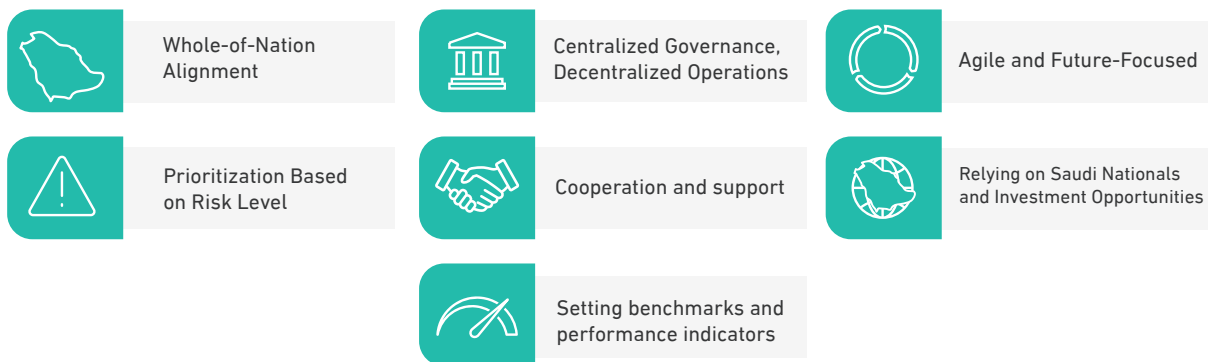 Whole-of-Nation
Alignment
Centralized Governance,
Decentralized Operations
Agile and Future-Focused
Prioritization Based
on Risk Level
Cooperation and support
Relying on Saudi Nationals
and Investment Opportunities
Setting benchmarks and
performance indicators